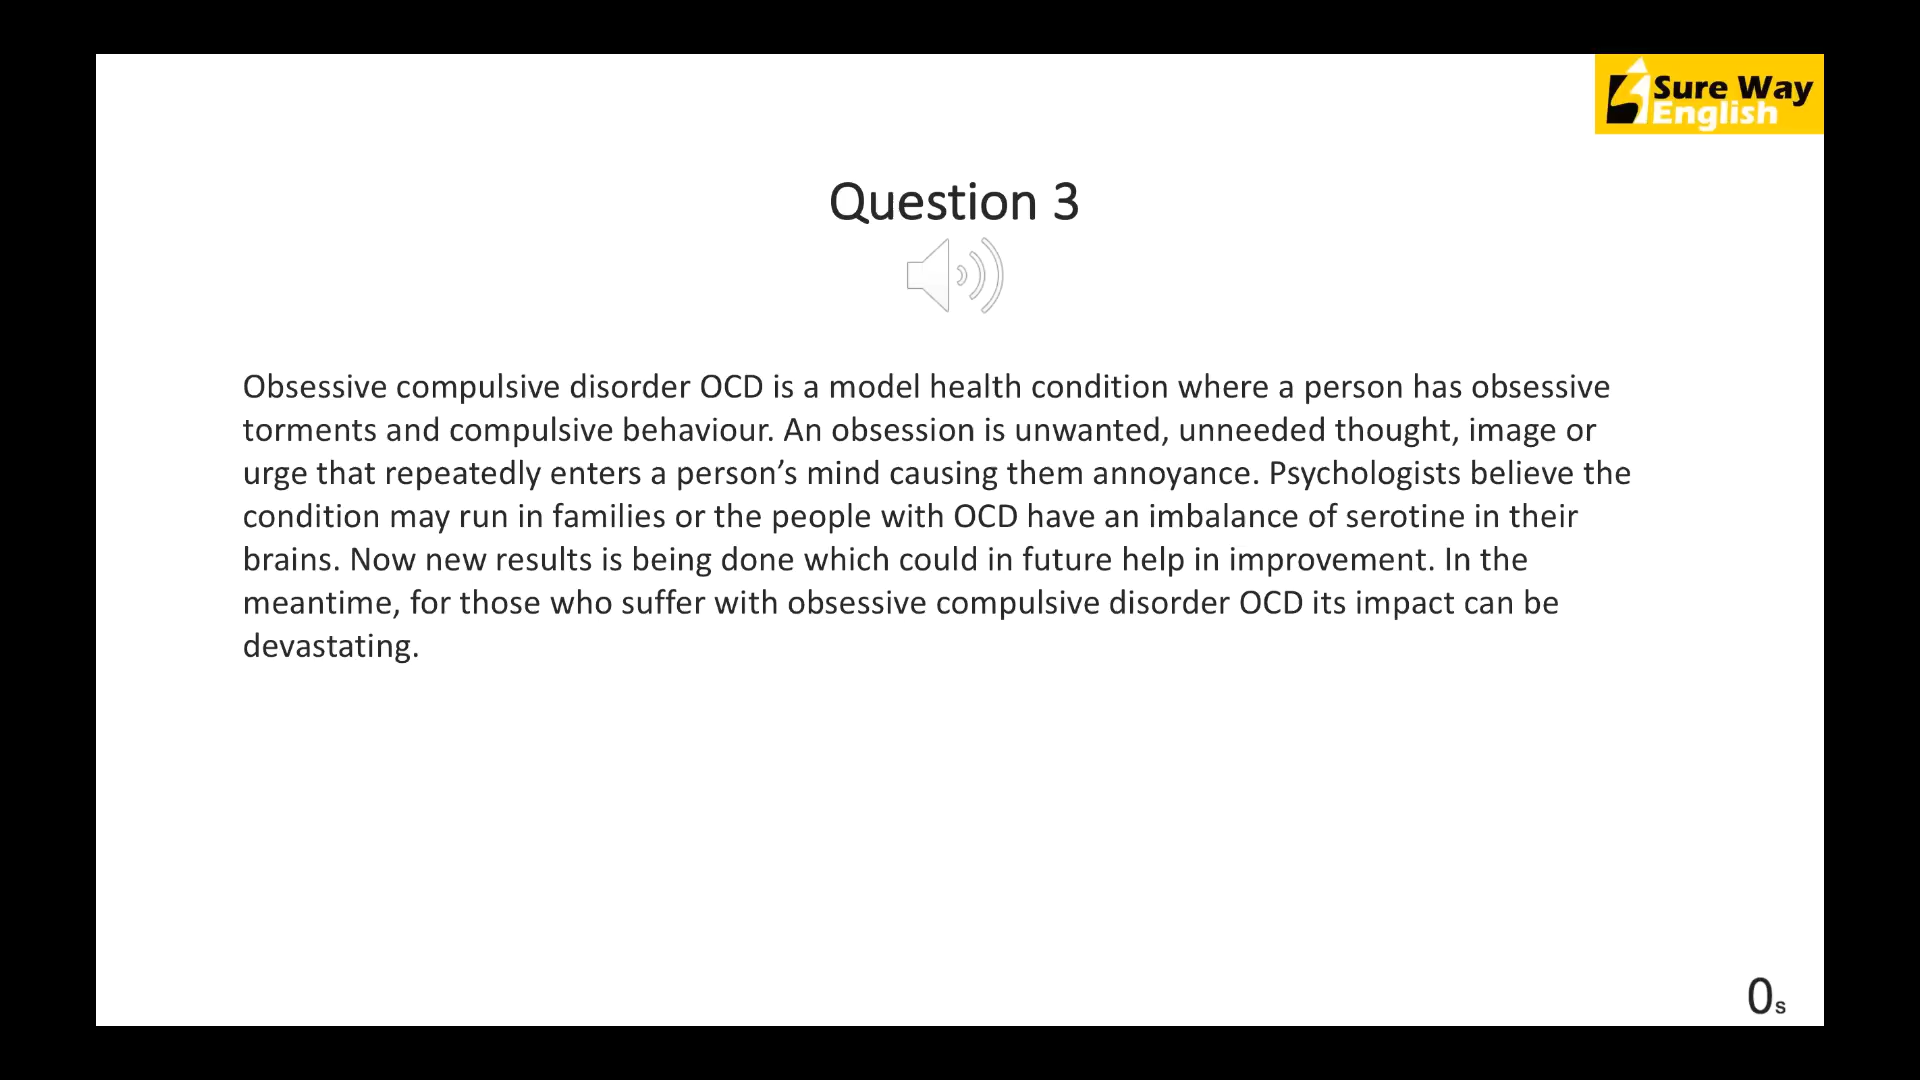 Sure Way
English
Question 3
Obsessive compulsive disorder OCD is a model health condition where a person has obsessive
torments and compulsive behaviour. An obsession is unwanted, unneeded thought, image or
urge that repeatedly enters a person’s mind causing them annoyance. Psychologists believe the
condition may run in families or the people with OCD have an imbalance of serotine in their
brains. Now new results is being done which could in future help in improvement. In the
meantime, for those who suffer with obsessive compulsive disorder OCD its impact can be
devastating.
0s